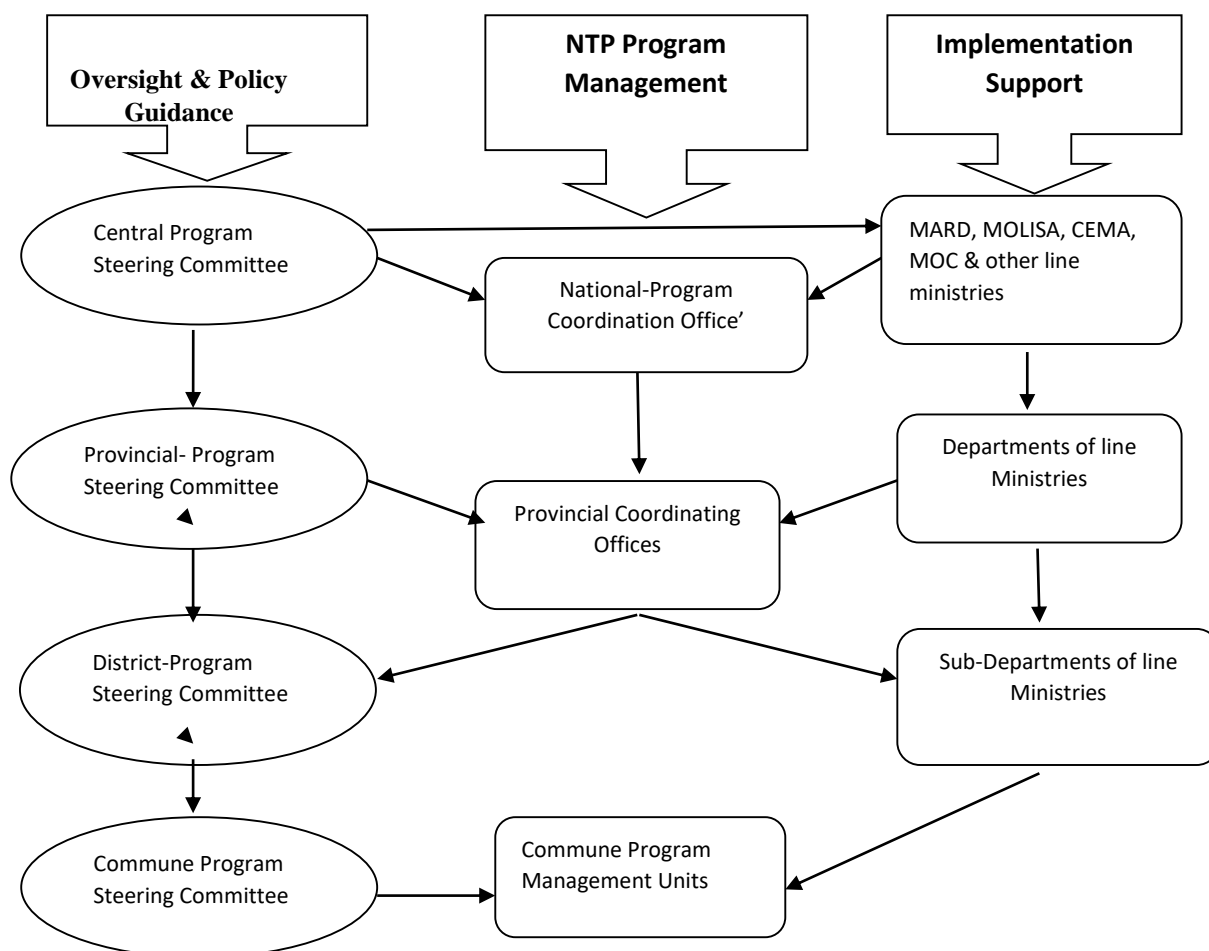 Oversight & Policy
Guidance
NTP Program
Management
Implementation
Support
Central Program
Steering Committee
MARD, MOLISA, CEMA,
MOC & other line
ministries
National-Program
Coordination Office’
Provincial- Program
Steering Committee
Departments of line
Ministries
Provincial Coordinating
Offices
District-Program
Steering Committee
Sub-Departments of line
Ministries
Commune Program
Steering Committee
Commune Program
Management Units